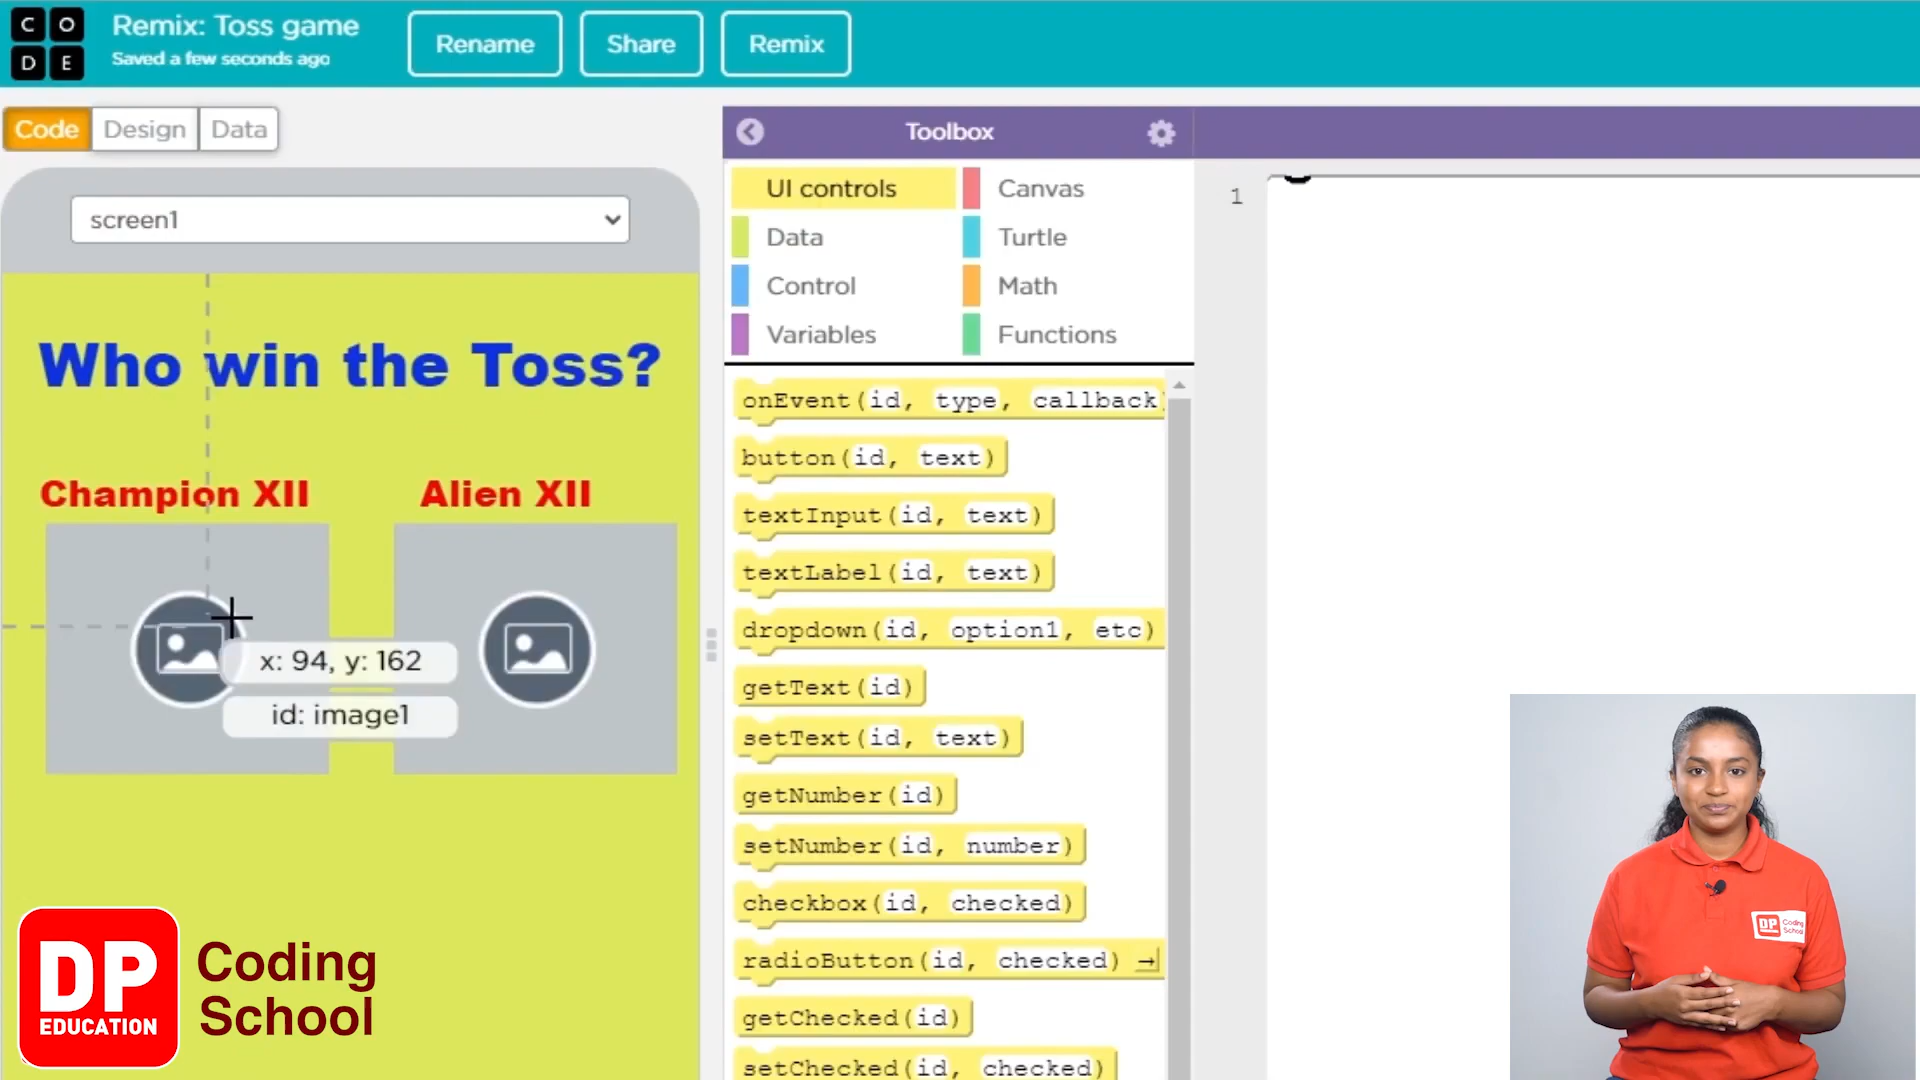 C O
D E
Remix: Toss game
Saved a few seconds ago
Rename
Share
Remix
Code
Design
Data
screen1
Who win the Toss?
Champion XII
Alien XII
x: 94, y: 162
id: image1
DP
EDUCATION
Coding
School
Toolbox
UI controls
Canvas
Data
Turtle
Control
Math
Variables
Functions
onEvent(id, type, callback)
button(id, text)
textInput(id, text)
textLabel(id, text)
dropdown(id, option1, etc)
getText(id)
setText(id, text)
getNumber(id)
setNumber(id, number)
checkbox(id, checked)
radioButton(id, checked)
getChecked(id)
setChecked(id, checked)
1
DP
Coding
School